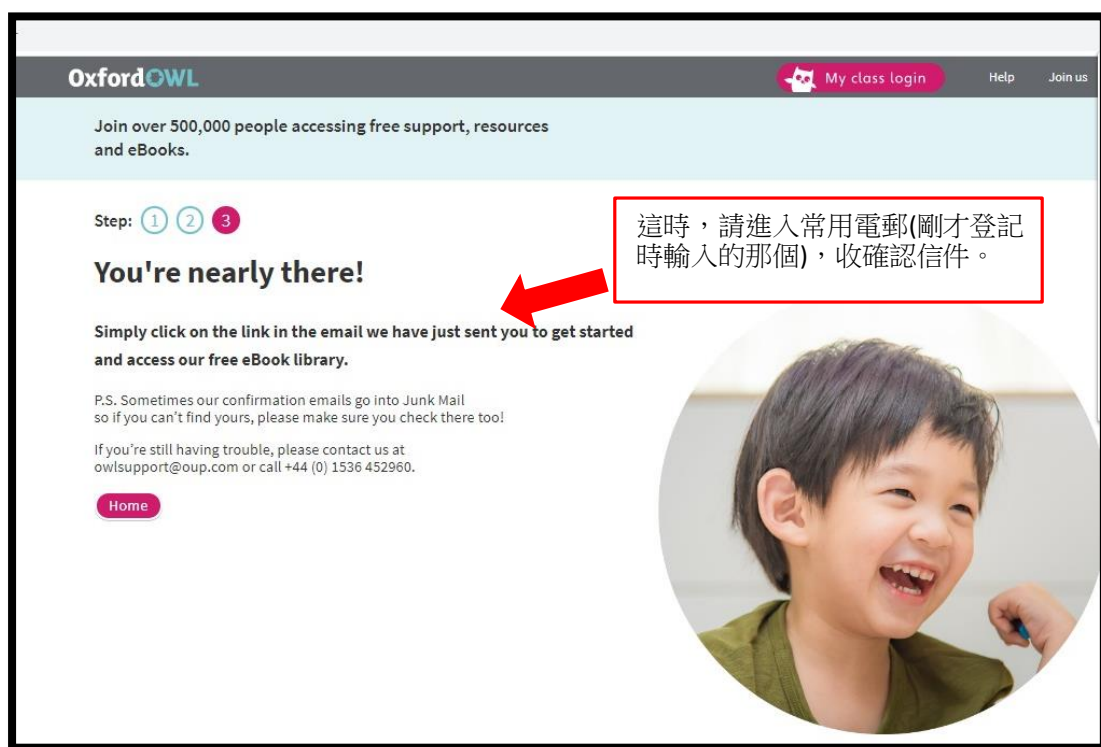 OxfordOWL
My class login
Help
Join us
Join over 500,000 people accessing free support, resources
and eBooks.
Step: 1 2 3
這時，請進入常用電郵(剛才登記
時輸入的那個)，收確認信件。
You're nearly there!
Simply click on the link in the email we have just sent you to get started
and access our free eBook library.
P.S. Sometimes our confirmation emails go into Junk Mail
so if you can't find yours, please make sure you check there too!
If you're still having trouble, please contact us at
owlsupport@oup.com or call +44 (0) 1536 452960.
Home